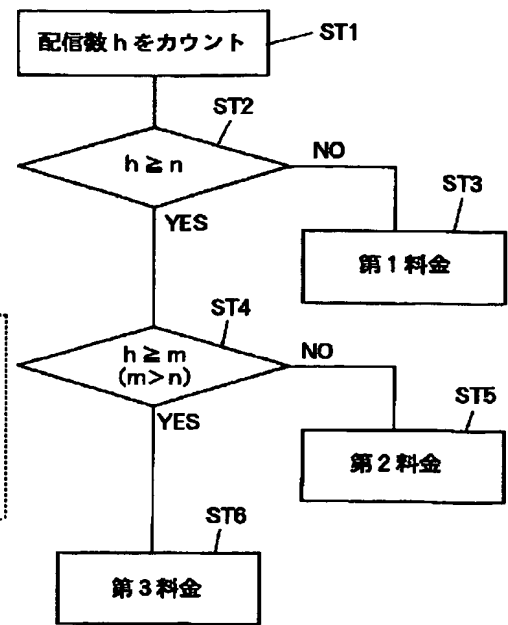 配信数hをカウント
ST1
ST2
h≧n
NO
YES
ST3
第1料金
ST4
h≧m
(m>n)
NO
YES
ST5
第2料金
ST6
第3料金